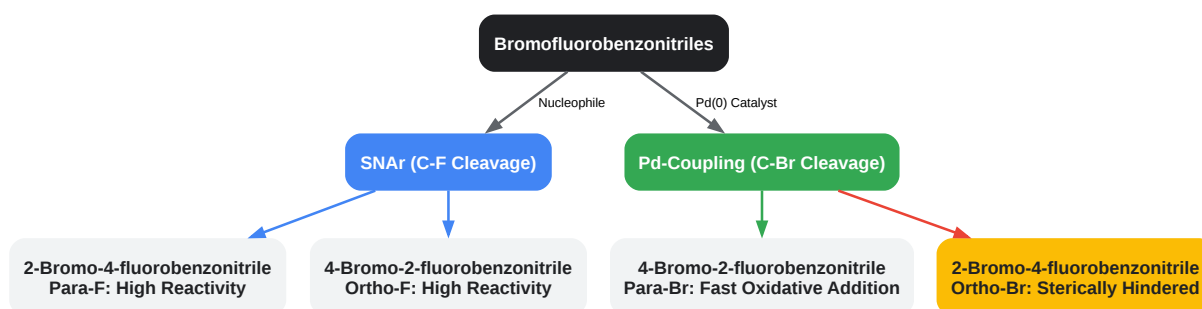 Bromofluorobenzonitriles
Nucleophile
Pd(0) Catalyst
SNAr (C-F Cleavage)
Pd-Coupling (C-Br Cleavage)
2-Bromo-4-fluorobenzonitrile
Para-F: High Reactivity
4-Bromo-2-fluorobenzonitrile
Ortho-F: High Reactivity
4-Bromo-2-fluorobenzonitrile
Para-Br: Fast Oxidative Addition
2-Bromo-4-fluorobenzonitrile
Ortho-Br: Sterically Hindered